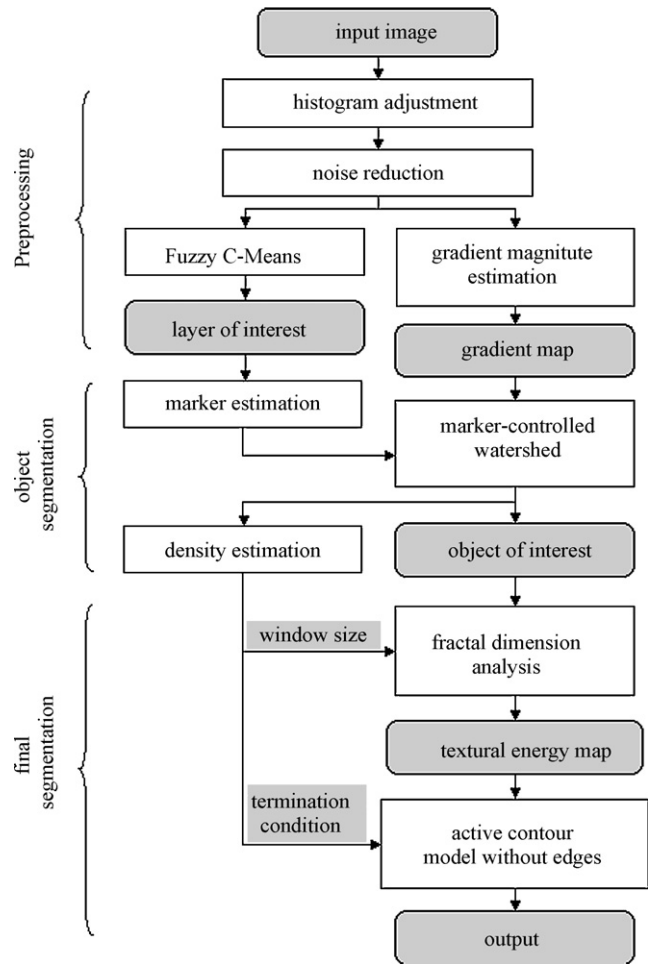 input image
histogram adjustment
noise reduction
Preprocessing
Fuzzy C-Means
gradient magnitute
estimation
layer of interest
gradient map
marker estimation
marker-controlled
watershed
object
segmentation
density estimation
object of interest
window size
fractal dimension
analysis
final
segmentation
textural energy map
termination
condition
active contour
model without edges
output